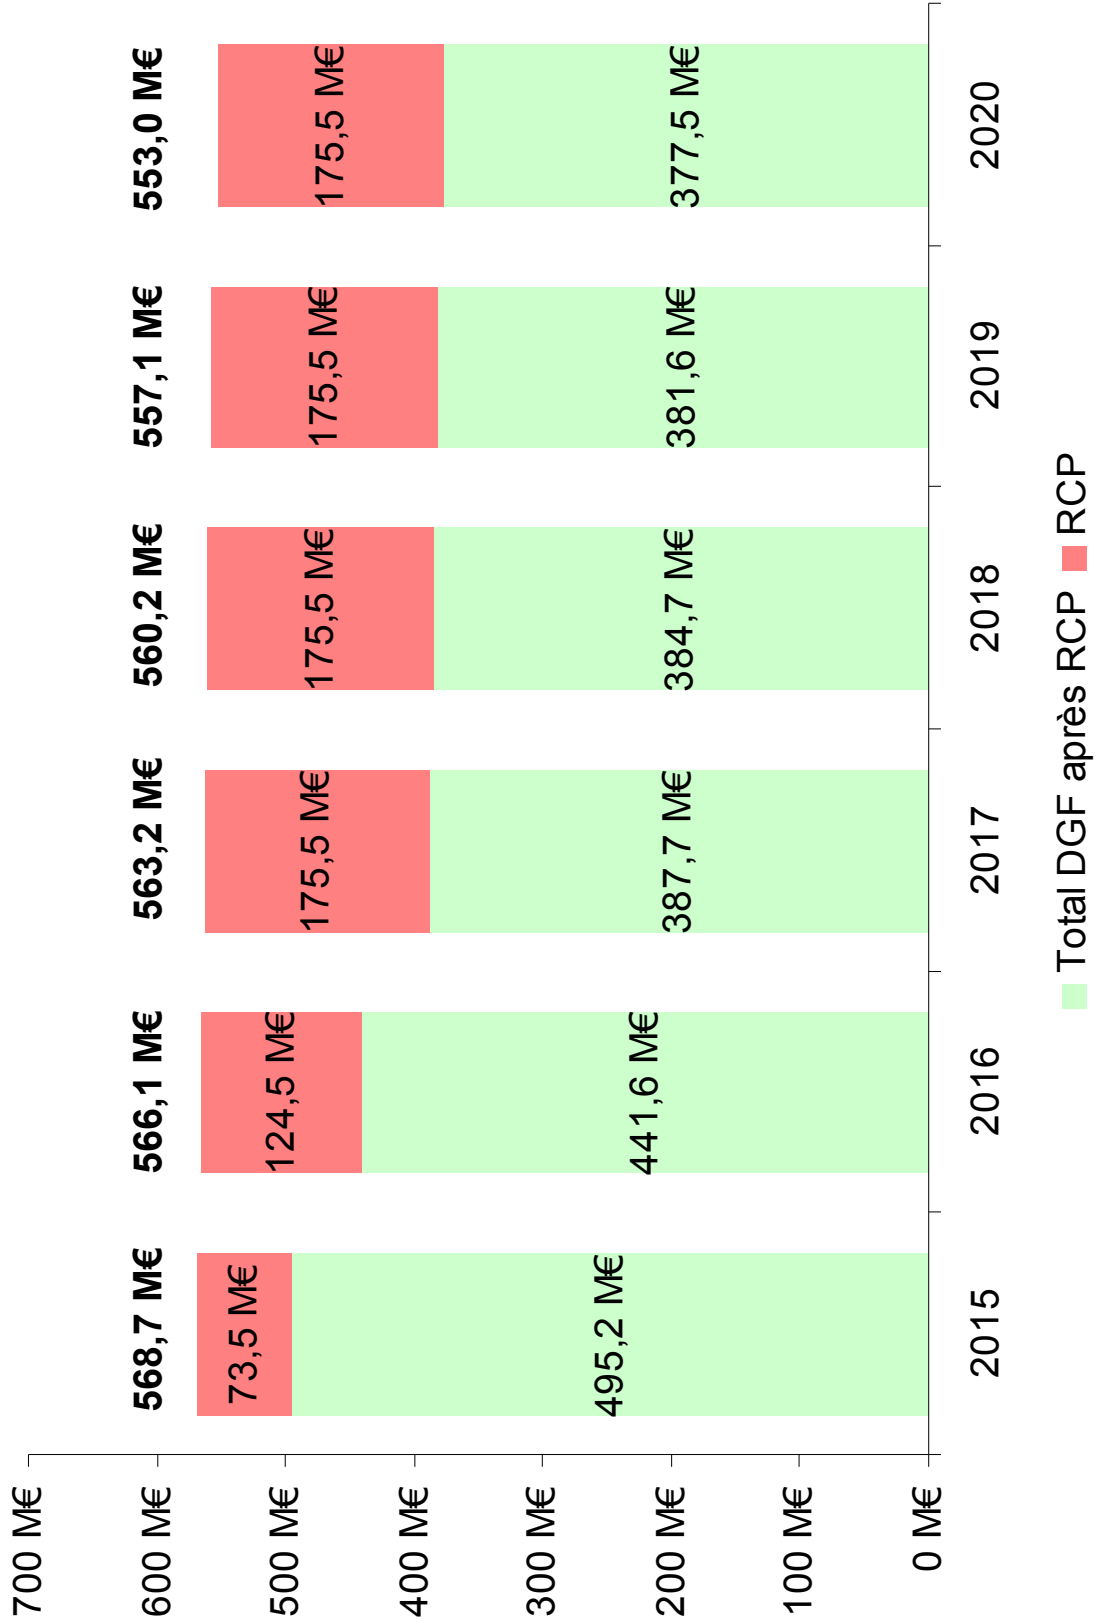 700 M€
600 M€
500 M€
400 M€
300 M€
200 M€
100 M€
0 M€
568,7 M€
566,1 M€
563,2 M€
560,2 M€
557,1 M€
553,0 M€
73,5 M€
124,5 M€
175,5 M€
175,5 M€
175,5 M€
175,5 M€
495,2 M€
441,6 M€
387,7 M€
384,7 M€
381,6 M€
377,5 M€
2015
2016
2017
2018
2019
2020
Total DGF après RCP
RCP